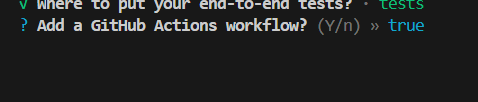 √ Where to put your end-to-end tests? · tests
? Add a GitHub Actions workflow? (Y/n) » true